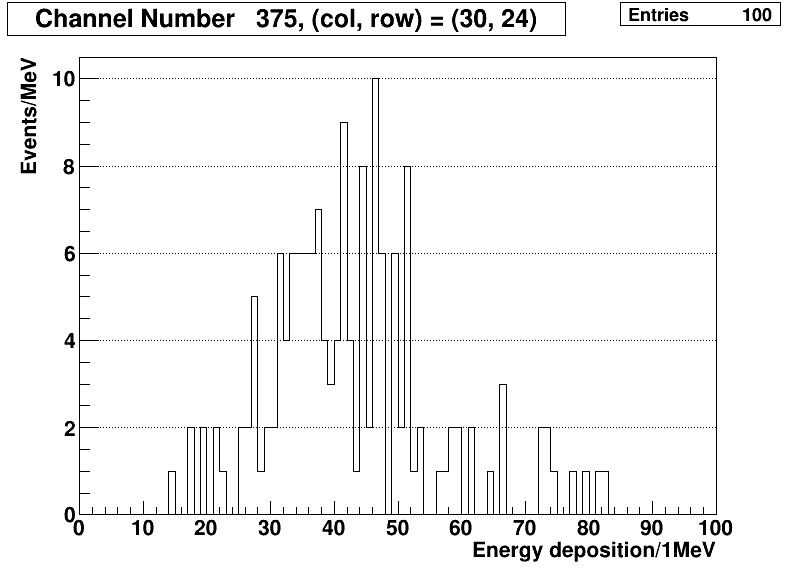 Channel Number 375, (col, row) = (30, 24)
Entries 100
Events/MeV
10
8
6
4
2
0
0 10 20 30 40 50 60 70 80 90 100
Energy deposition/1MeV